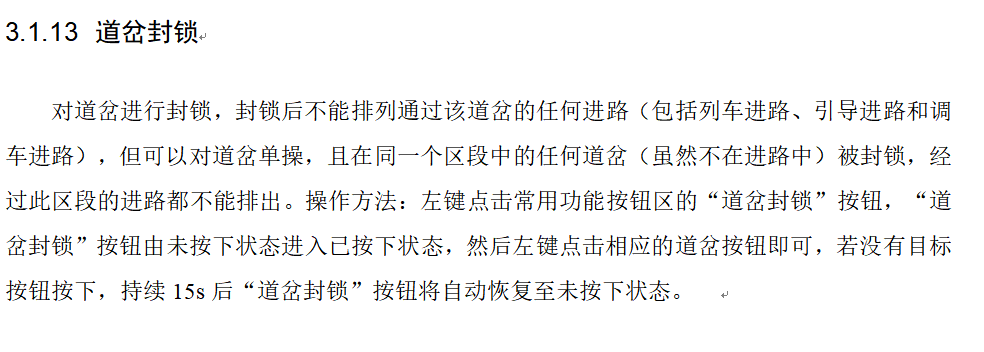 3.1.13 道岔封锁
对道岔进行封锁，封锁后不能排列通过该道岔的任何进路（包括列车进路、引导进路和调
车进路），但可以对道岔单操，且在同一个区段中的任何道岔（虽然不在进路中）被封锁，经
过此区段的进路都不能排出。操作方法：左键点击常用功能按钮区的“道岔封锁”按钮，“道
岔封锁”按钮由未按下状态进入已按下状态，然后左键点击相应的道岔按钮即可，若没有目标
按钮按下，持续 15s 后“道岔封锁”按钮将自动恢复至未按下状态。